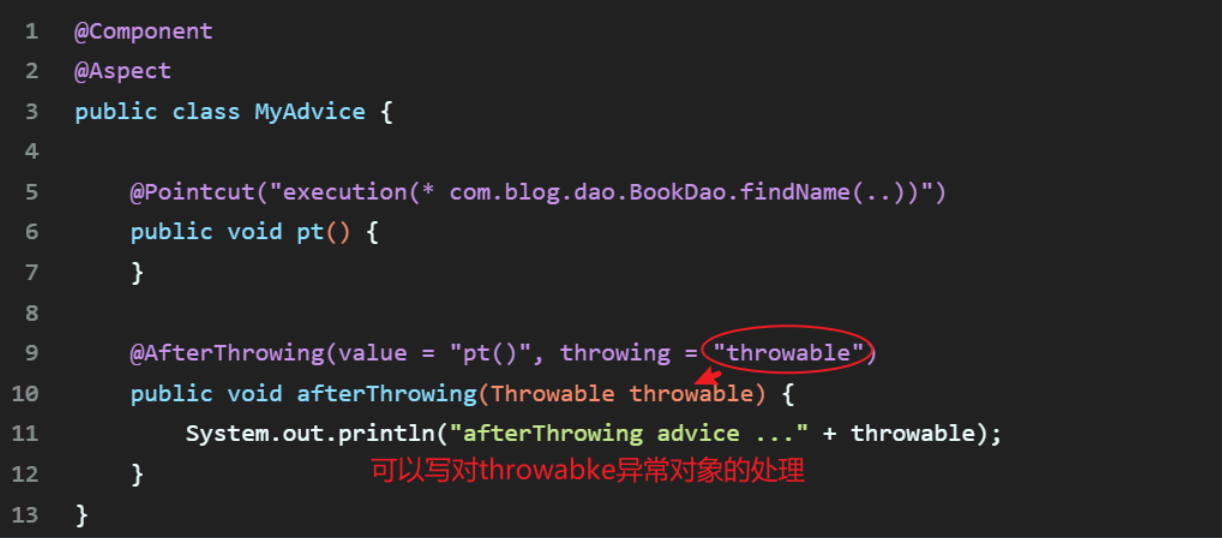 1 @Component
2 @Aspect
3 public class MyAdvice {
4
5 @Pointcut("execution(* com.blog.dao.BookDao.findName(..))")
6 public void pt() {
7 }
8
9 @AfterThrowing(value = "pt()", throwing = "throwable")
10 public void afterThrowing(Throwable throwable) {
11 System.out.println("afterThrowing advice ..." + throwable);
12 }
可以写对throwabke异常对象的处理
13 }